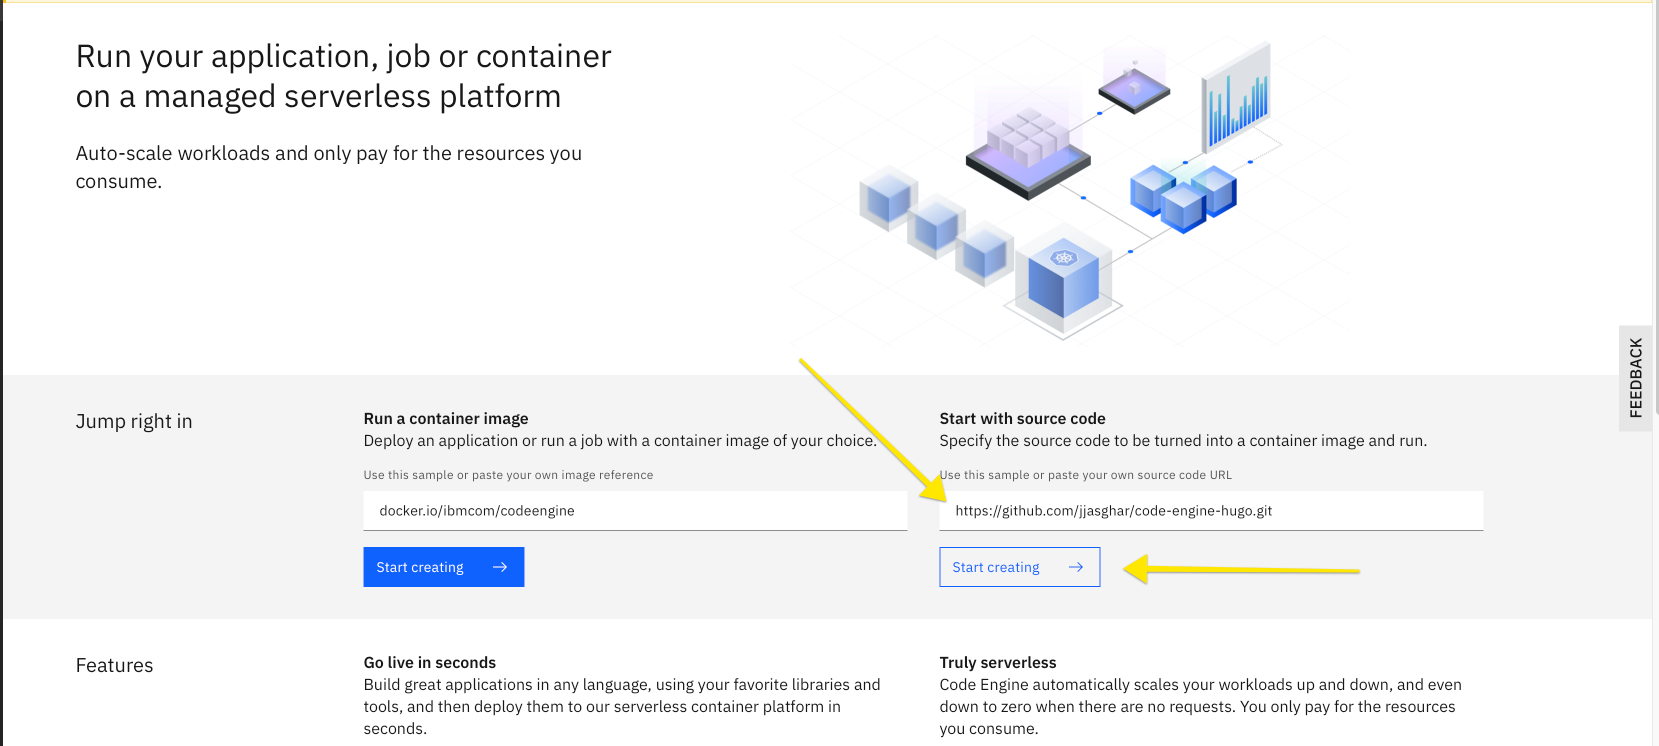 Run your application, job or container
on a managed serverless platform
Auto-scale workloads and only pay for the resources you
consume.
FEEDBACK
Jump right in
Run a container image
Deploy an application or run a job with a container image of your choice.
Use this sample or paste your own image reference
docker.io/ibmcom/codeengine
Start creating
Start with source code
Specify the source code to be turned into a container image and run.
Use this sample or paste your own source code URL
https://github.com/jjasghar/code-engine-hugo.git
Start creating
Features
Go live in seconds
Build great applications in any language, using your favorite libraries and
tools, and then deploy them to our serverless container platform in
seconds.
Truly serverless
Code Engine automatically scales your workloads up and down, and even
down to zero when there are no requests. You only pay for the resources
you consume.